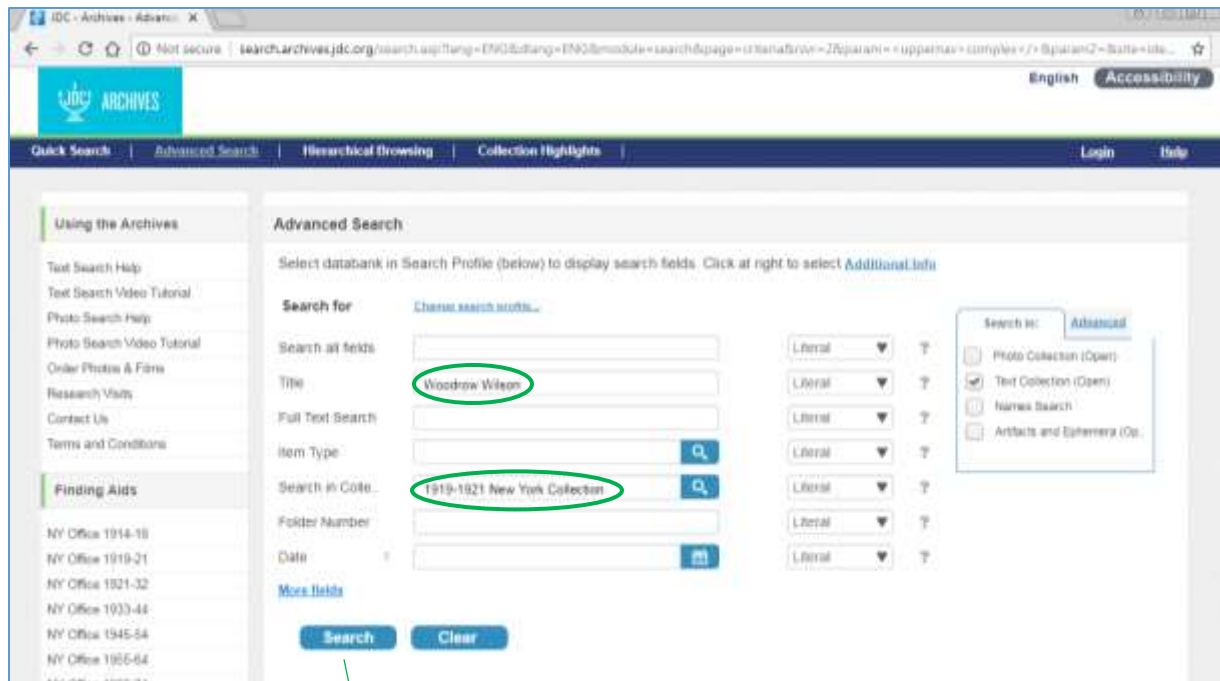 JDC - Archives - Advanc
Not secure | search.archives.jdc.org/
English Accessibility
JDC ARCHIVES
Quick Search | Advanced Search | Hierarchical Browsing | Collection Highlights |
Login Help
Using the Archives
Text Search Help
Text Search Video Tutorial
Photo Search Help
Photo Search Video Tutorial
Order Photos & Films
Research Visits
Contact Us
Terms and Conditions
Finding Aids
NY Office 1914-18
NY Office 1919-21
NY Office 1921-32
NY Office 1933-44
NY Office 1945-54
NY Office 1955-64
Advanced Search
Select databank in Search Profile (below) to display search fields. Click at right to select Additional Info
Search for Choose search profile...
Search all fields Literal ▼ ?
Title Woodrow Wilson Literal ▼ ?
Full Text Search Literal ▼ ?
Item Type Literal ▼ ?
Search in Colle.. 1919-1921 New York Collection Literal ▼ ?
Folder Number Literal ▼ ?
Date Literal ▼ ?
More fields
Search Clear
Search in: Advanced
Photo Collection (Open)
Text Collection (Open)
Names Search
Artifacts and Ephemera (Op..